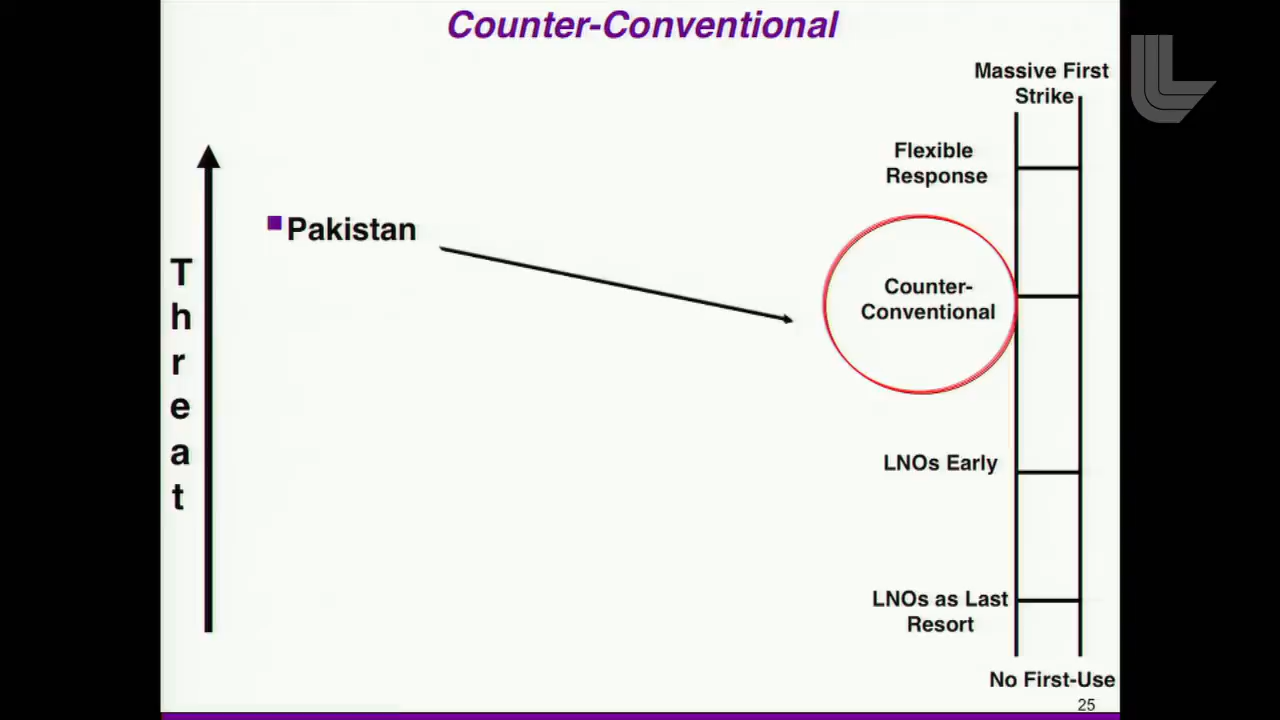 Counter-Conventional
Massive First
Strike
Flexible
Response
Pakistan
Threat
Counter-
Conventional
LNOs Early
LNOs as Last
Resort
No First-Use
25